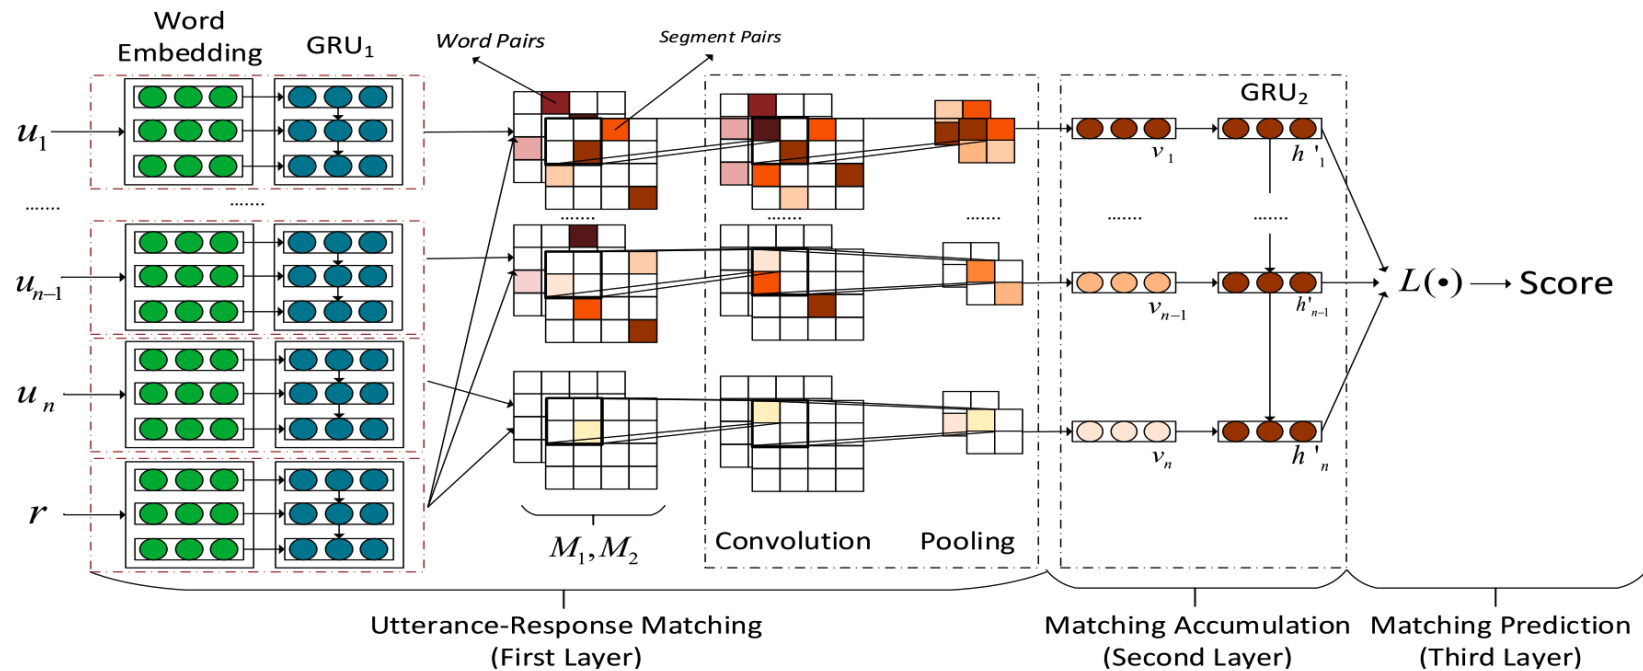 Word
Embedding
GRU₁
Word Pairs
Segment Pairs
GRU₂
u₁
v₁
h'₁
.......
.......
.......
.......
.......
.......
.......
uₙ₋₁
vₙ₋₁
h'ₙ₋₁
L(•)
Score
uₙ
vₙ
h'ₙ
r
M₁,M₂
Convolution
Pooling
Utterance-Response Matching
(First Layer)
Matching Accumulation
(Second Layer)
Matching Prediction
(Third Layer)